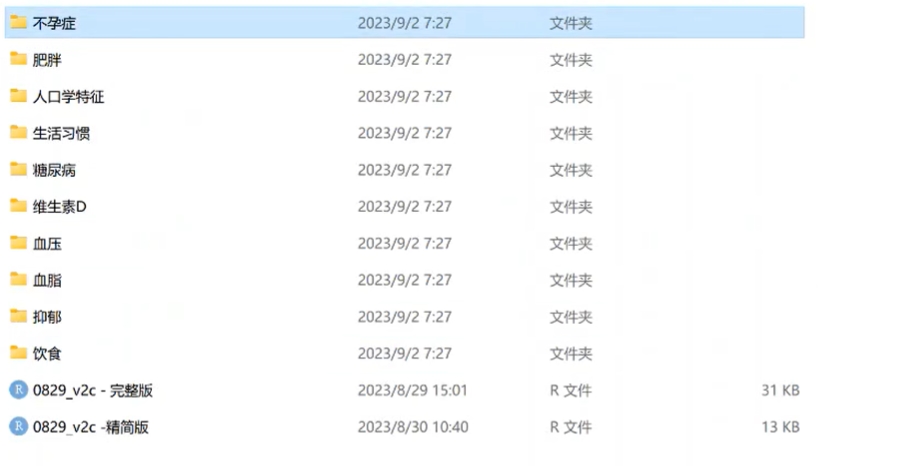 不孕症 2023/9/2 7:27 文件夹
肥胖 2023/9/2 7:27 文件夹
人口学特征 2023/9/2 7:27 文件夹
生活习惯 2023/9/2 7:27 文件夹
糖尿病 2023/9/2 7:27 文件夹
维生素D 2023/9/2 7:27 文件夹
血压 2023/9/2 7:27 文件夹
血脂 2023/9/2 7:27 文件夹
抑郁 2023/9/2 7:27 文件夹
饮食 2023/9/2 7:27 文件夹
R 0829_v2c - 完整版 2023/8/29 15:01 R 文件 31 KB
R 0829_v2c -精简版 2023/8/30 10:40 R 文件 13 KB